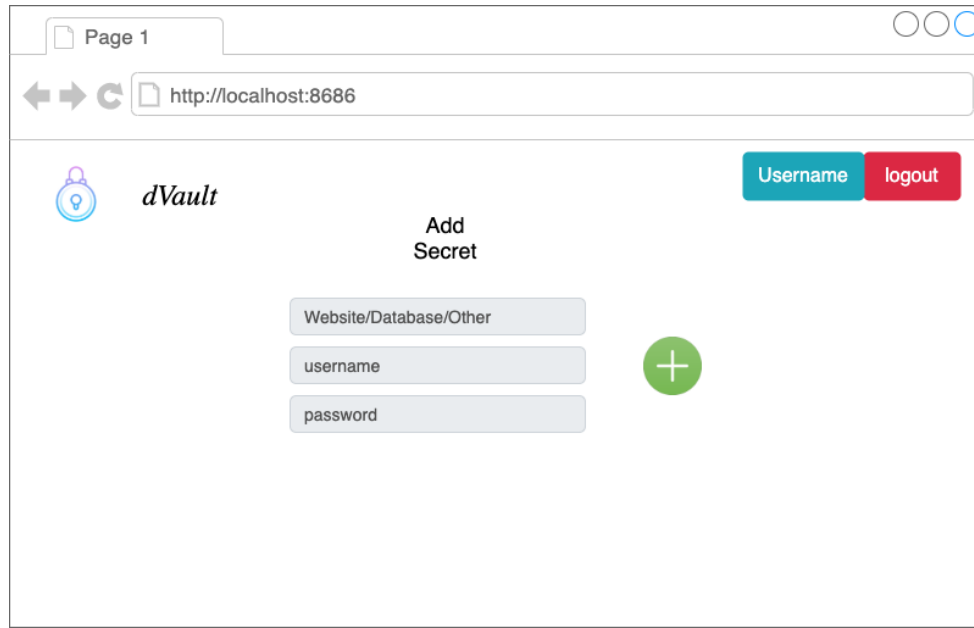 Page 1
http://localhost:8686
dVault
Username
logout
Add
Secret
Website/Database/Other
username
password